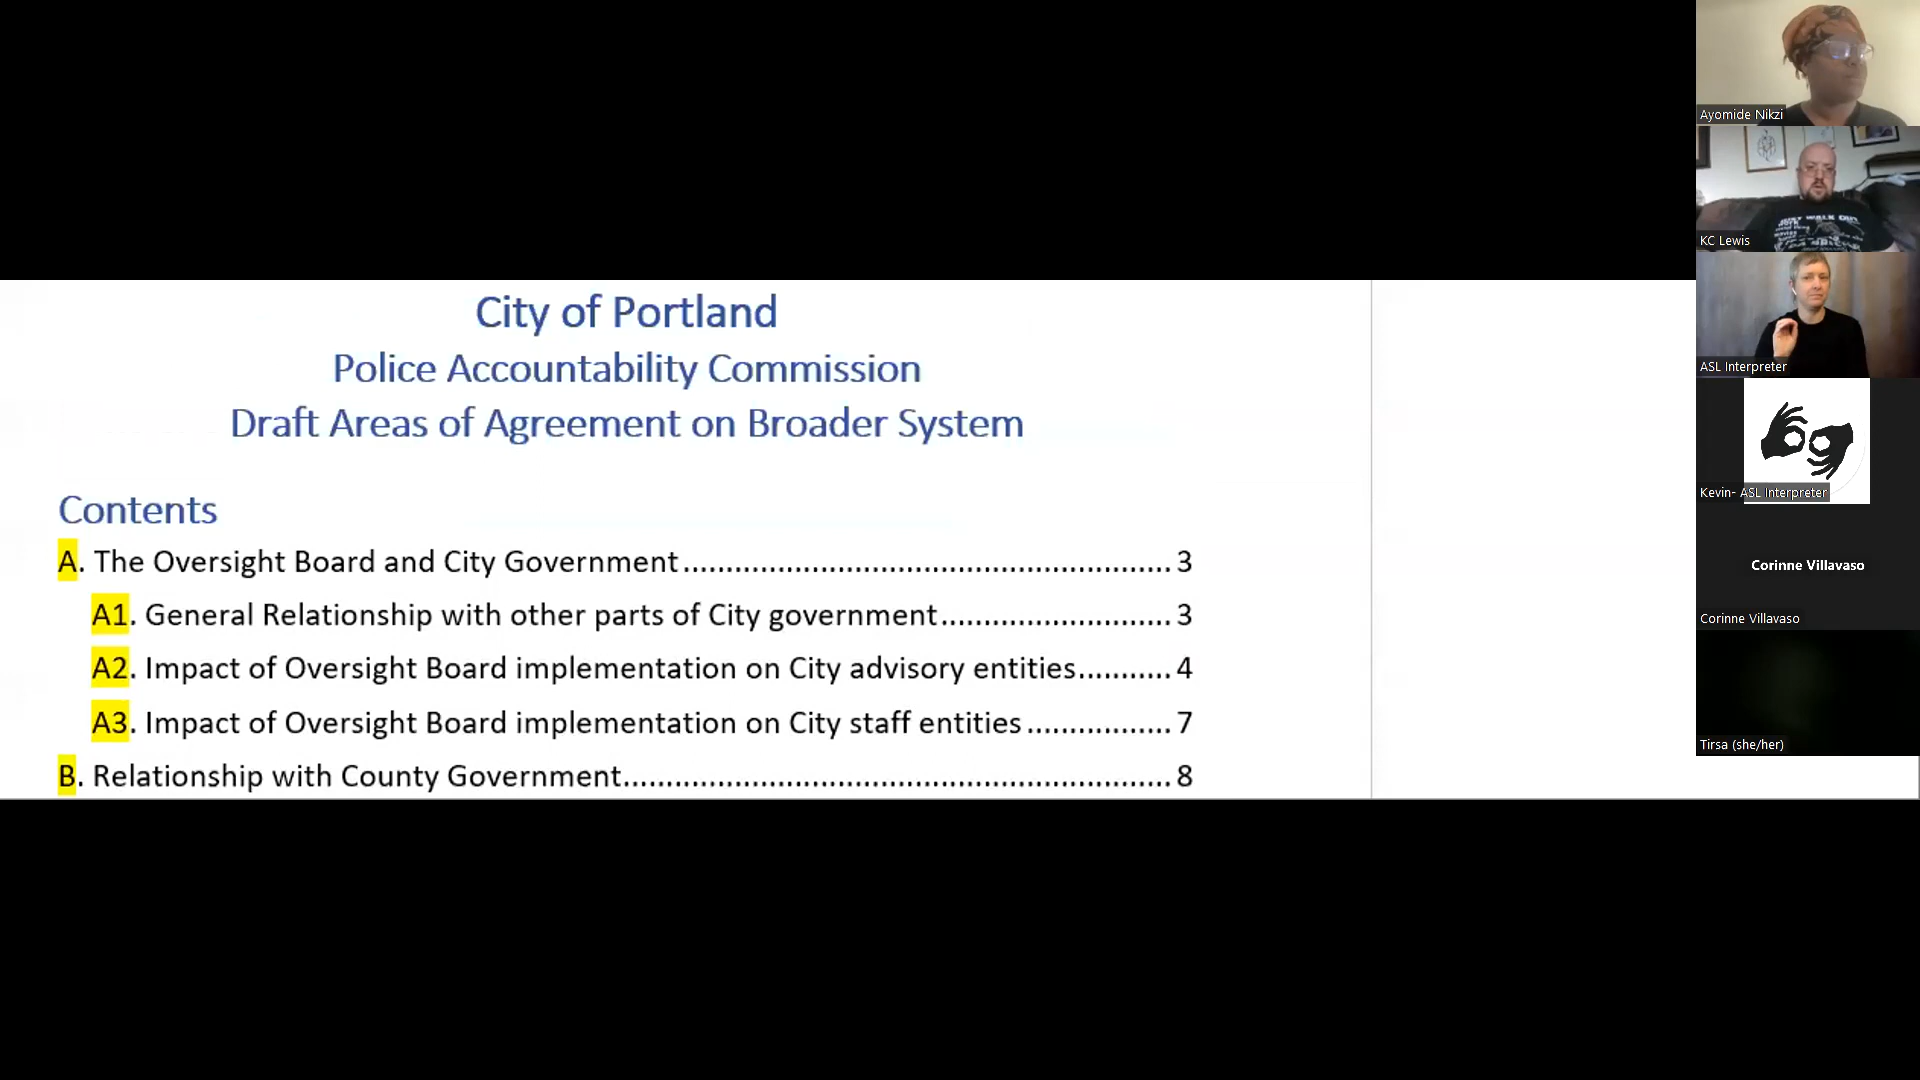 City of Portland
Police Accountability Commission
Draft Areas of Agreement on Broader System
Contents
A. The Oversight Board and City Government.......................................................... 3
A1. General Relationship with other parts of City government........................... 3
A2. Impact of Oversight Board implementation on City advisory entities........... 4
A3. Impact of Oversight Board implementation on City staff entities................. 7
B. Relationship with County Government................................................................ 8
Ayomide Nikzi
KC Lewis
ASL Interpreter
Kevin- ASL Interpreter
Corinne Villavaso
Corinne Villavaso
Tirsa (she/her)